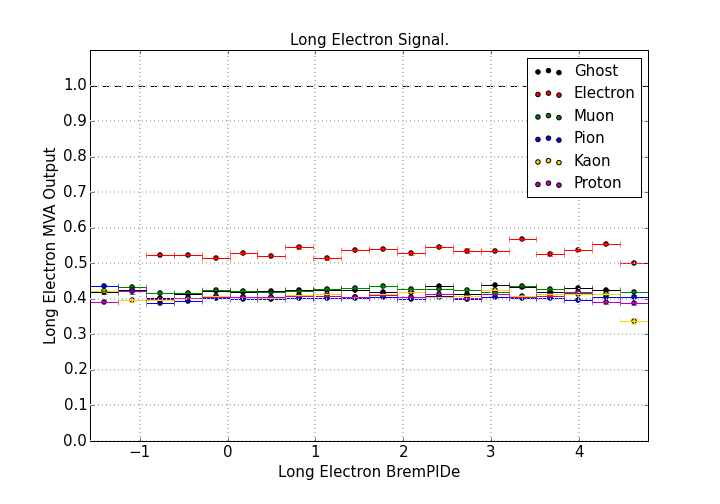 Long Electron Signal.
Long Electron MVA Output
1.0
0.9
0.8
0.7
0.6
0.5
0.4
0.3
0.2
0.1
0.0
Ghost
Electron
Muon
Pion
Kaon
Proton
−1 0 1 2 3 4
Long Electron BremPIDe